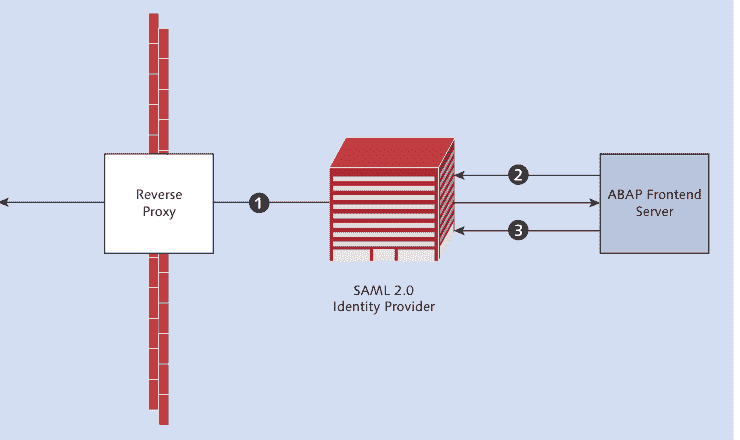 Reverse
Proxy
1
2
3
ABAP Frontend
Server
SAML 2.0
Identity Provider